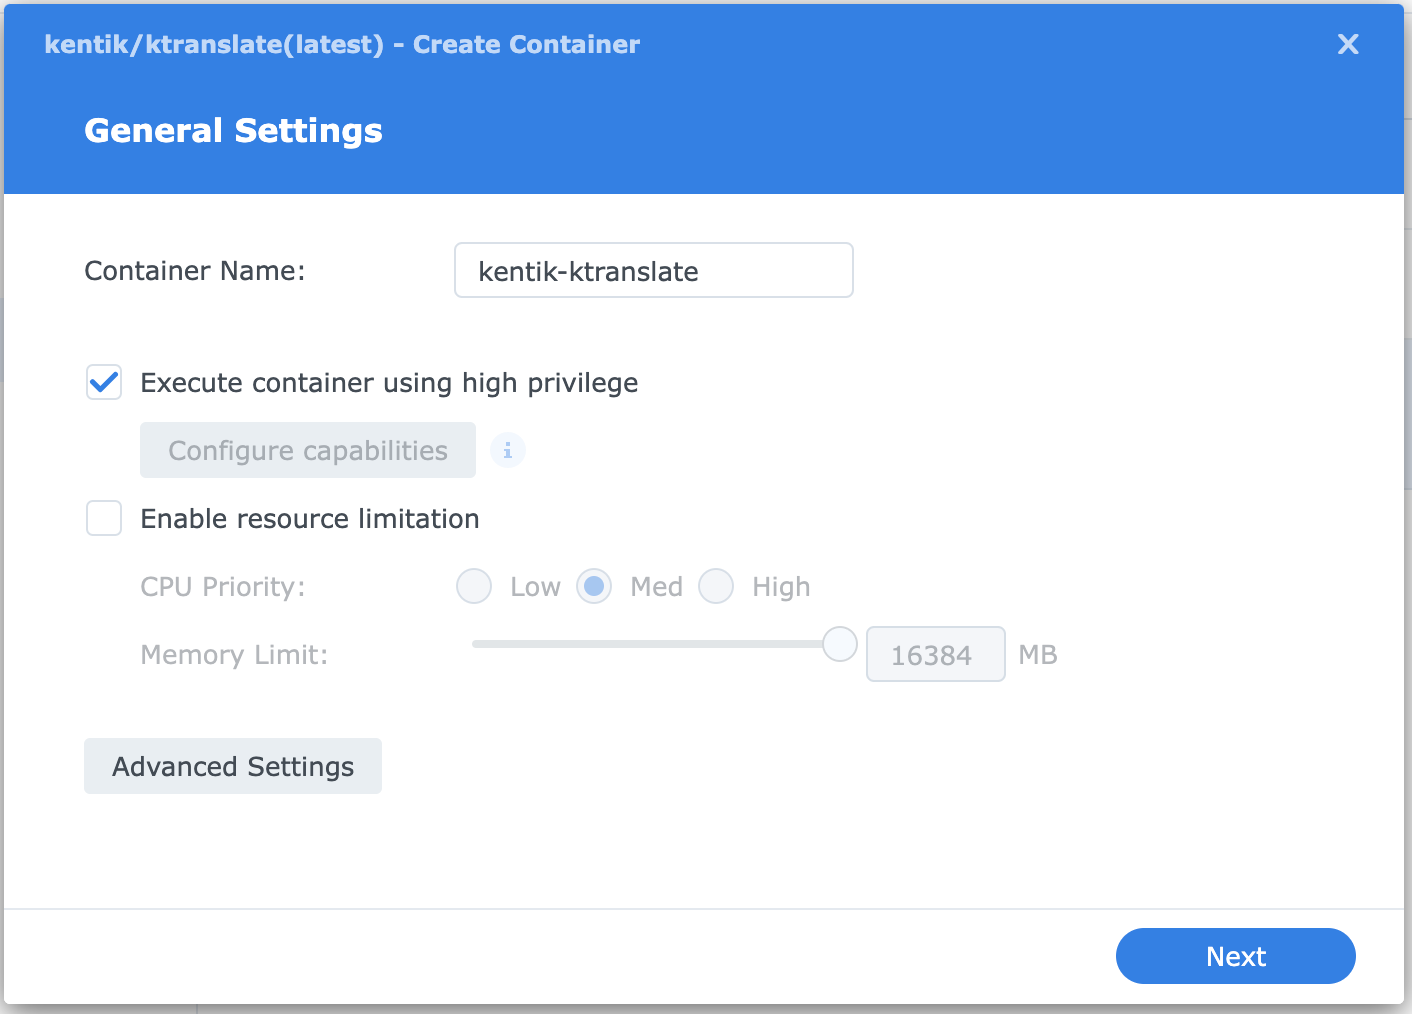 kentik/ktranslate(latest) - Create Container
General Settings
Container Name: kentik-ktranslate
Execute container using high privilege
Configure capabilities i
Enable resource limitation
CPU Priority: Low Med High
Memory Limit: 16384 MB
Advanced Settings
Next